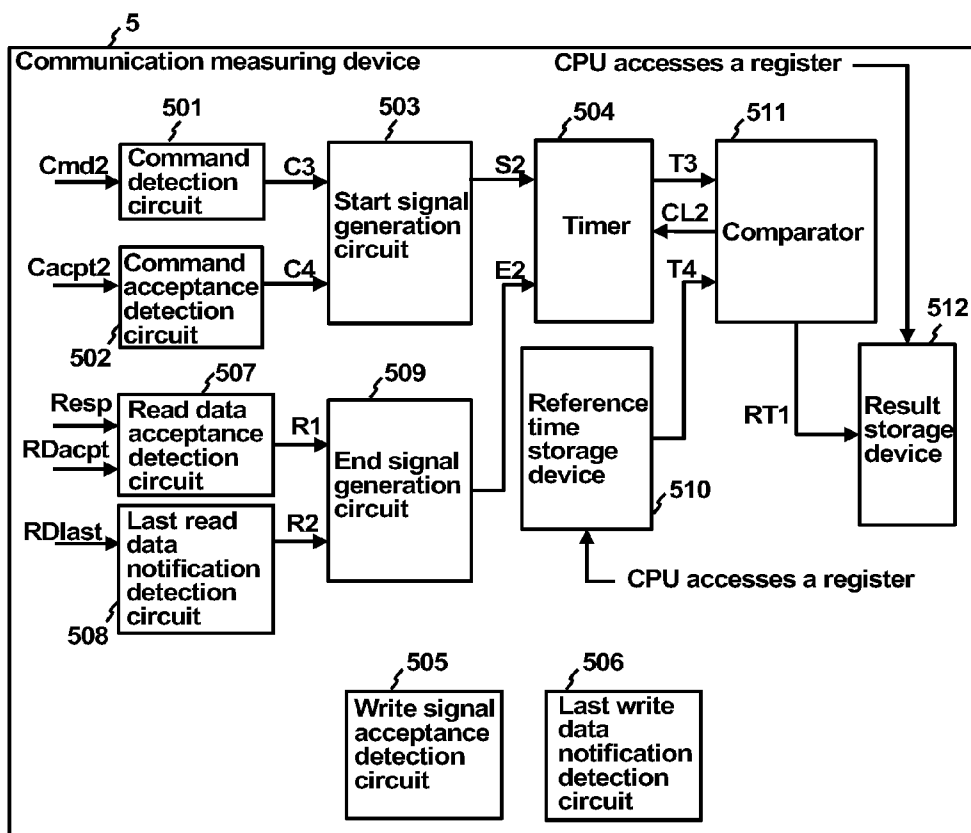 5
Communication measuring device
CPU accesses a register
501
503
504
511
Cmd2
Command
detection
circuit
C3
Start signal
generation
circuit
S2
Timer
T3
CL2
Comparator
Cacpt2
Command
acceptance
detection
circuit
C4
E2
T4
502
512
507
509
Resp
RDacpt
Read data
acceptance
detection
circuit
R1
End signal
generation
circuit
Reference
time
storage
device
RT1
Result
storage
device
510
RDlast
Last read
data
notification
detection
circuit
R2
508
CPU accesses a register
505
506
Write signal
acceptance
detection
circuit
Last write
data
notification
detection
circuit